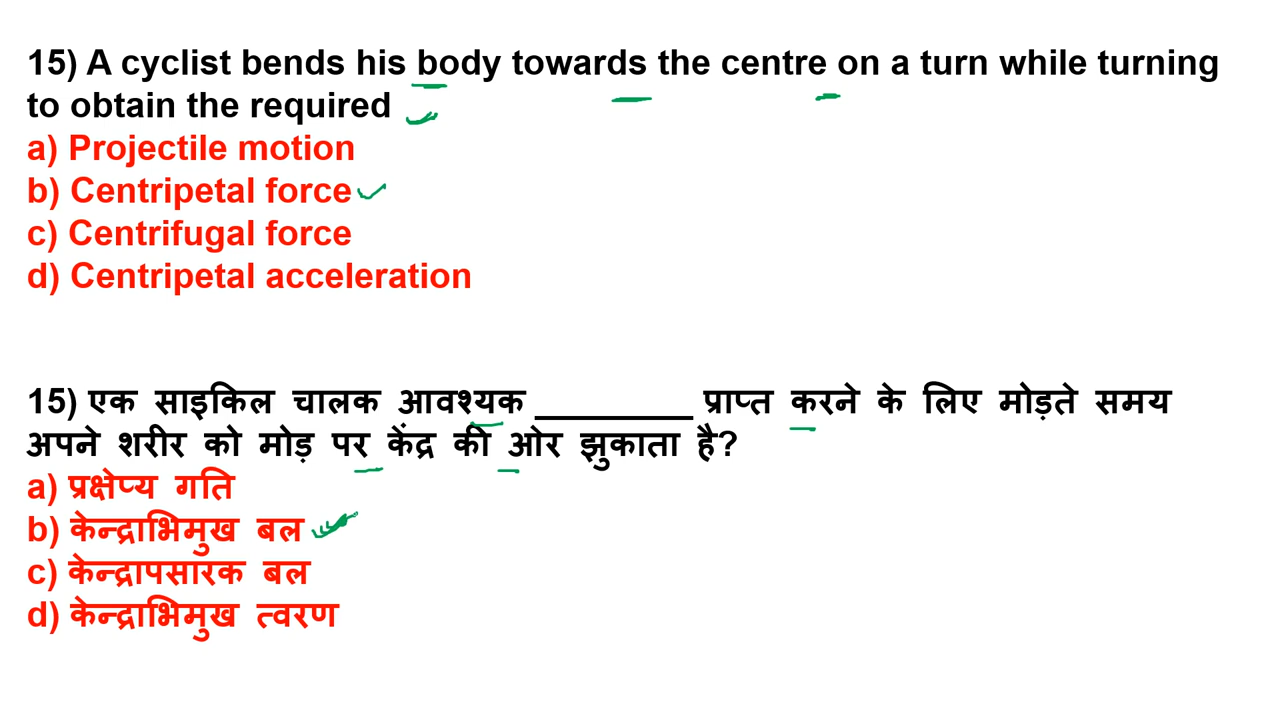 15) A cyclist bends his body towards the centre on a turn while turning
to obtain the required
a) Projectile motion
b) Centripetal force
c) Centrifugal force
d) Centripetal acceleration
15) एक साइकिल चालक आवश्यक _________ प्राप्त करने के लिए मोड़ते समय
अपने शरीर को मोड़ पर केंद्र की ओर झुकाता है?
a) प्रक्षेप्य गति
b) केन्द्राभिमुख बल
c) केन्द्रापसारक बल
d) केन्द्राभिमुख त्वरण